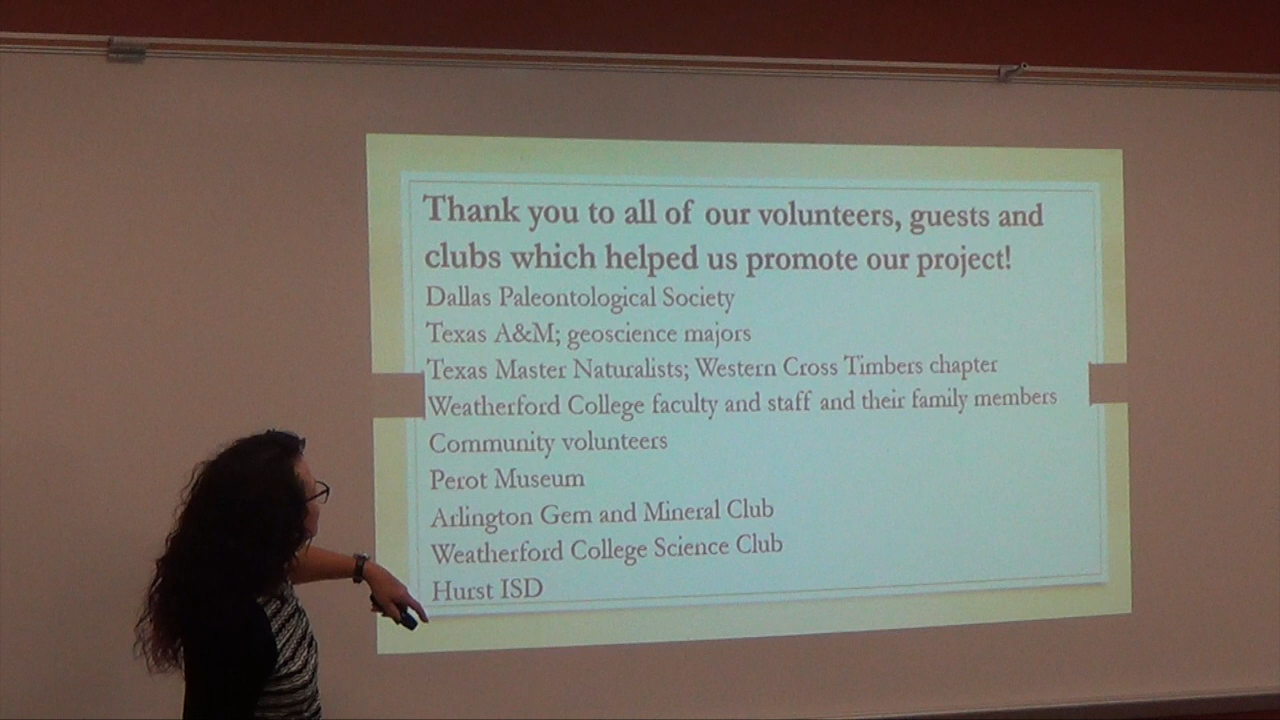 Thank you to all of our volunteers, guests and
clubs which helped us promote our project!
Dallas Paleontological Society
Texas A&M; geoscience majors
Texas Master Naturalists; Western Cross Timbers chapter
Weatherford College faculty and staff and their family members
Community volunteers
Perot Museum
Arlington Gem and Mineral Club
Weatherford College Science Club
Hurst ISD